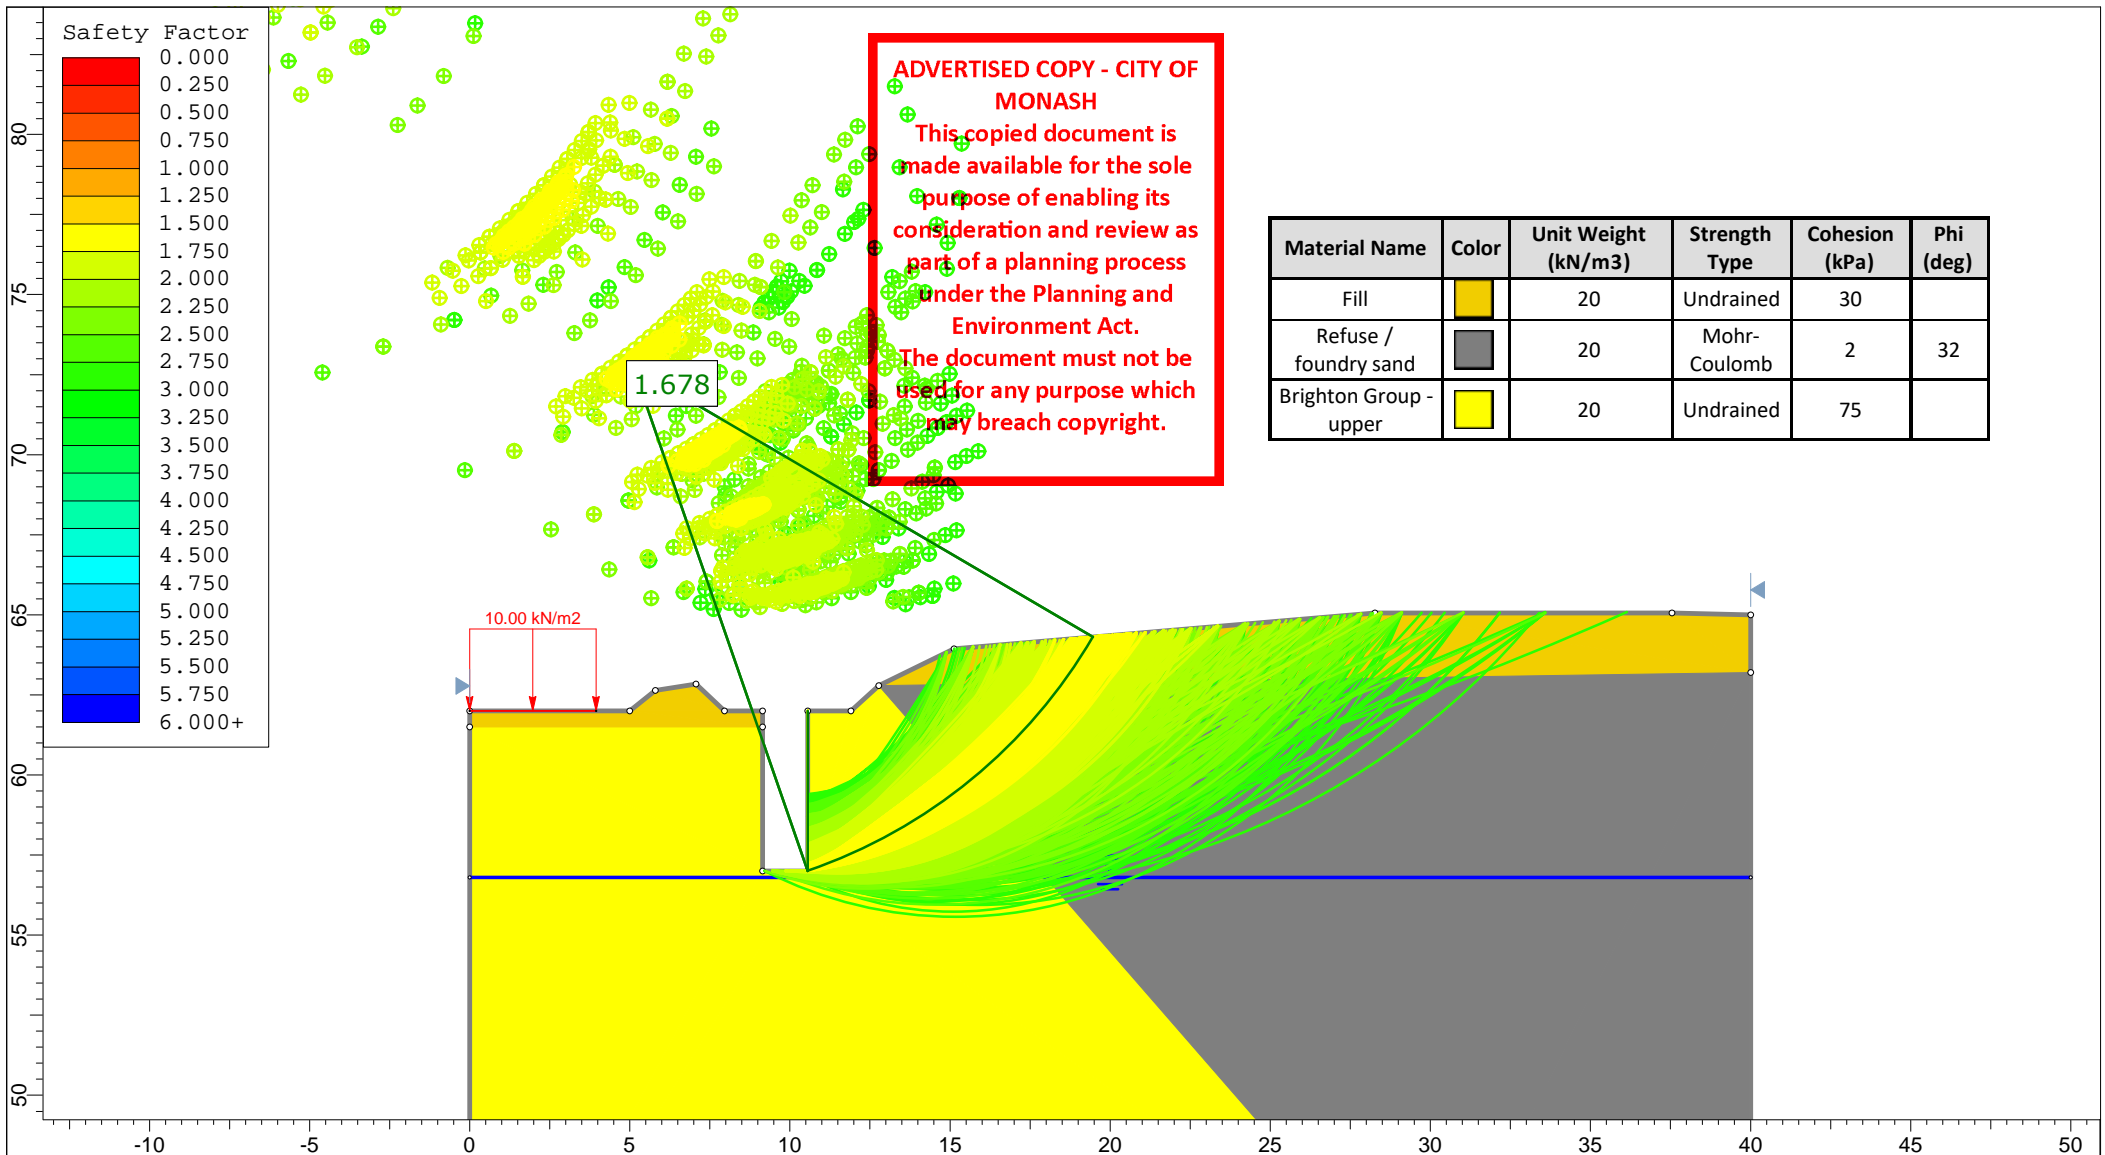 Safety Factor
0.000
0.250
0.500
0.750
1.000
1.250
1.500
1.750
2.000
2.250
2.500
2.750
3.000
3.250
3.500
3.750
4.000
4.250
4.500
4.750
5.000
5.250
5.500
5.750
6.000+
ADVERTISED COPY - CITY OF
MONASH
This copied document is
made available for the sole
purpose of enabling its
consideration and review as
part of a planning process
under the Planning and
Environment Act.
The document must not be
used for any purpose which
may breach copyright.
Material Name Color Unit Weight (kN/m3) Strength Type Cohesion (kPa) Phi (deg)
Fill 20 Undrained 30
Refuse / foundry sand 20 Mohr-Coulomb 2 32
Brighton Group - upper 20 Undrained 75
1.678
10.00 kN/m2
80
75
70
65
60
55
50
-10 -5 0 5 10 15 20 25 30 35 40 45 50